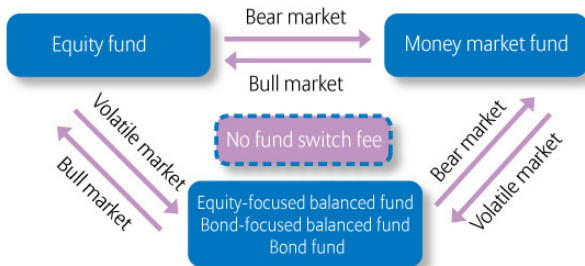 Bear market
Equity fund
Money market fund
Bull market
Volatile market
Bull market
No fund switch fee
Bear market
Volatile market
Equity-focused balanced fund
Bond-focused balanced fund
Bond fund